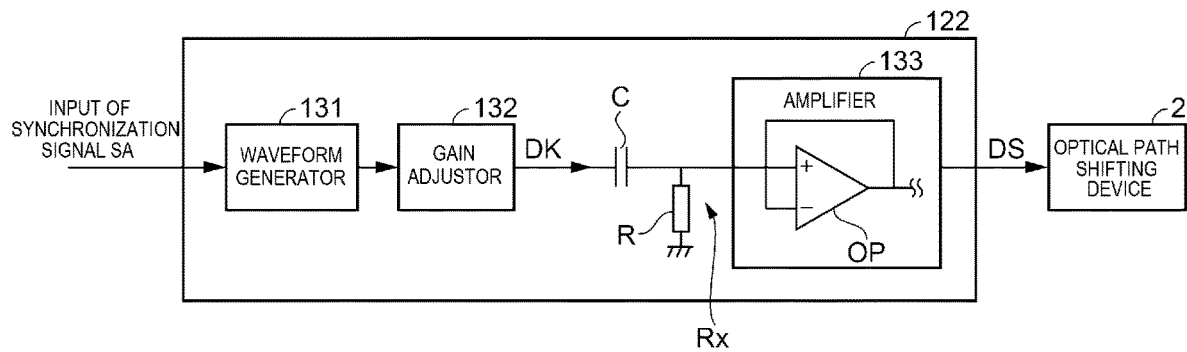 122
INPUT OF
SYNCHRONIZATION
SIGNAL SA
131
WAVEFORM
GENERATOR
132
GAIN
ADJUSTOR
DK
C
R
Rx
133
AMPLIFIER
+
−
OP
DS
2
OPTICAL PATH
SHIFTING
DEVICE